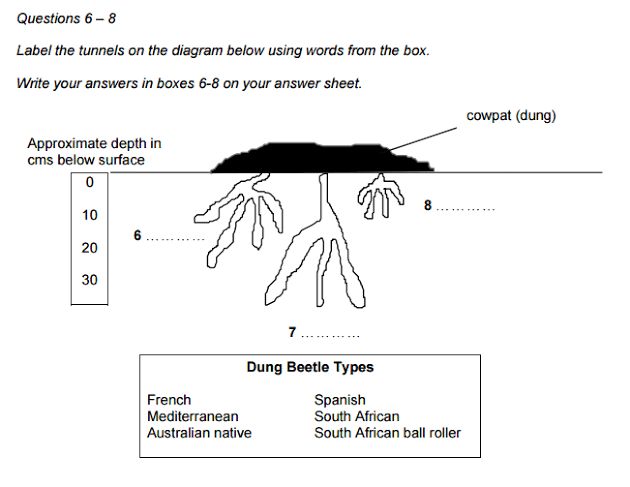 Questions 6 – 8
Label the tunnels on the diagram below using words from the box.
Write your answers in boxes 6-8 on your answer sheet.
cowpat (dung)
Approximate depth in
cms below surface
0
10
20
30
6 …………
8 …………
7 …………
Dung Beetle Types
French Spanish
Mediterranean South African
Australian native South African ball roller